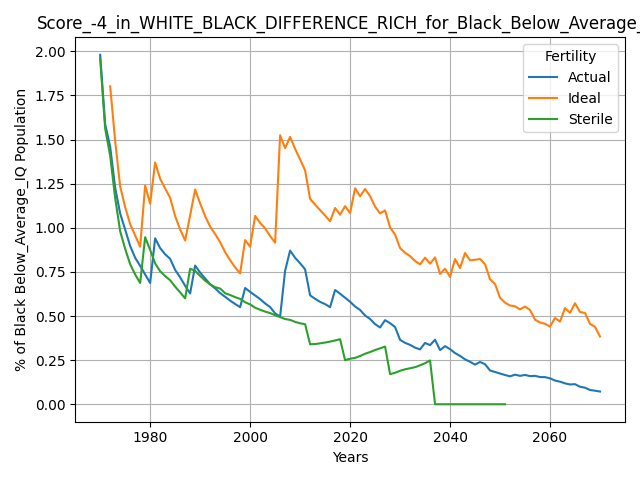 Score_-4_in_WHITE_BLACK_DIFFERENCE_RICH_for_Black_Below_Average_
% of Black Below_Average_IQ Population
2.00
1.75
1.50
1.25
1.00
0.75
0.50
0.25
0.00
Fertility
Actual
Ideal
Sterile
1980 2000 2020 2040 2060
Years